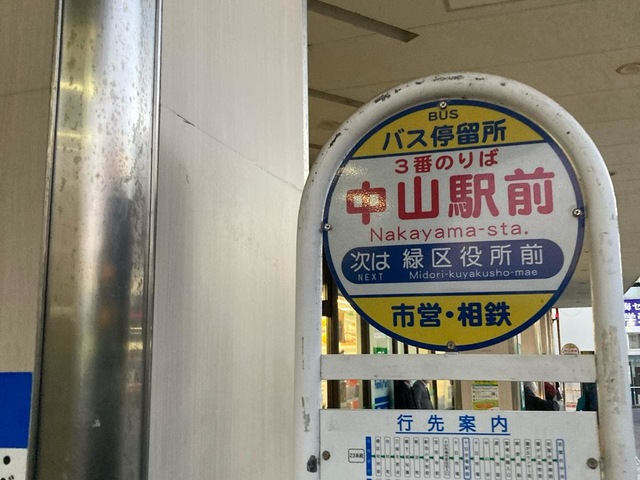 BUS
バス停留所
3番のりば
中山駅前
Nakayama-sta.
次は 緑区役所前
NEXT Midori-kuyakusho-mae
市営・相鉄
行先案内